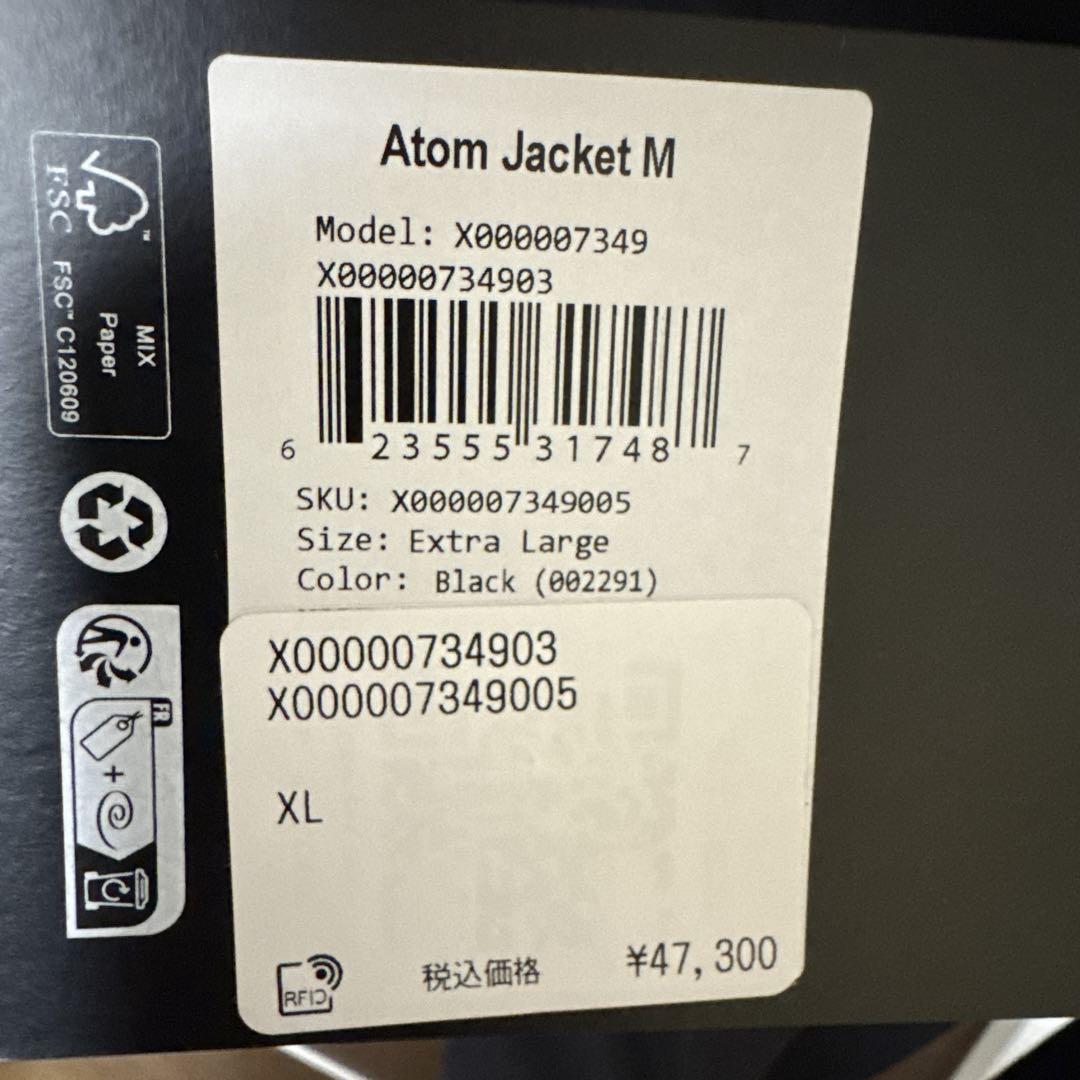 Atom Jacket M
Model: X000007349
X00000734903
6 23555 31748 7
SKU: X000007349005
Size: Extra Large
Color: Black (002291)
X00000734903
X000007349005
XL
RFID
税込価格 ¥47,300
FSC™
FSC™ C120609
MIX
Paper
FR
+